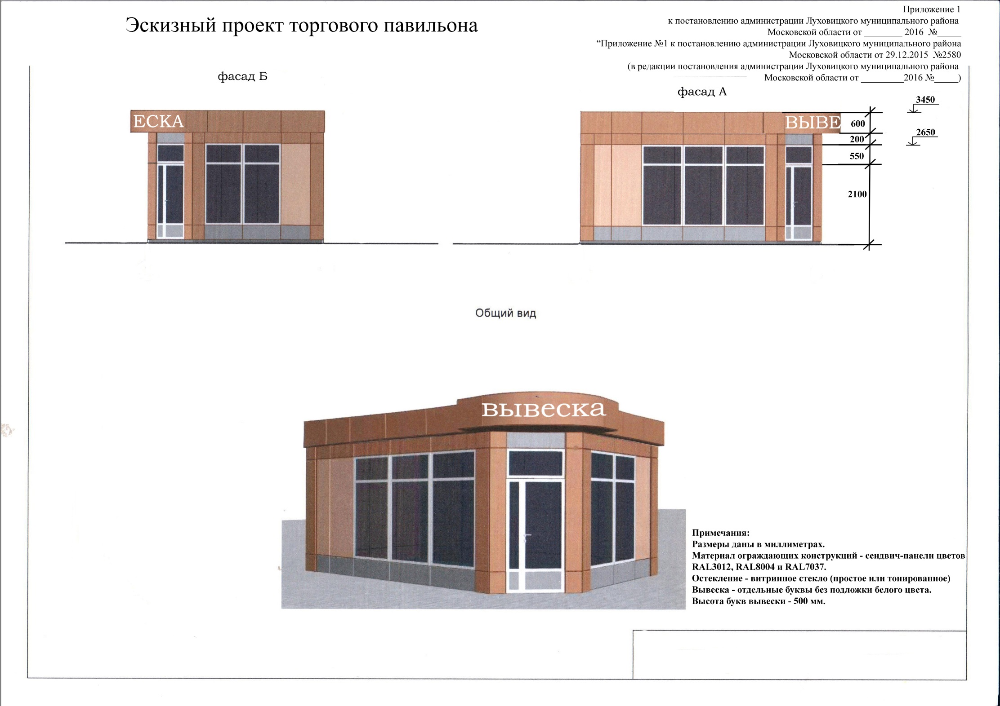 Приложение 1
к постановлению администрации Луховицкого муниципального района
Московской области от ________ 2016 №_____
“Приложение №1 к постановлению администрации Луховицкого муниципального района
Московской области от 29.12.2015 №2580
(в редакции постановления администрации Луховицкого муниципального района
Московской области от _________2016 №_____)
Эскизный проект торгового павильона
фасад Б
фасад А
ЕСКА
ВЫВЕ
3450
600
2650
200
550
2100
Общий вид
вывеска
Примечания:
Размеры даны в миллиметрах.
Материал ограждающих конструкций - сендвич-панели цветов
RAL3012, RAL8004 и RAL7037.
Остекление - витринное стекло (простое или тонированное)
Вывеска - отдельные буквы без подложки белого цвета.
Высота букв вывески - 500 мм.